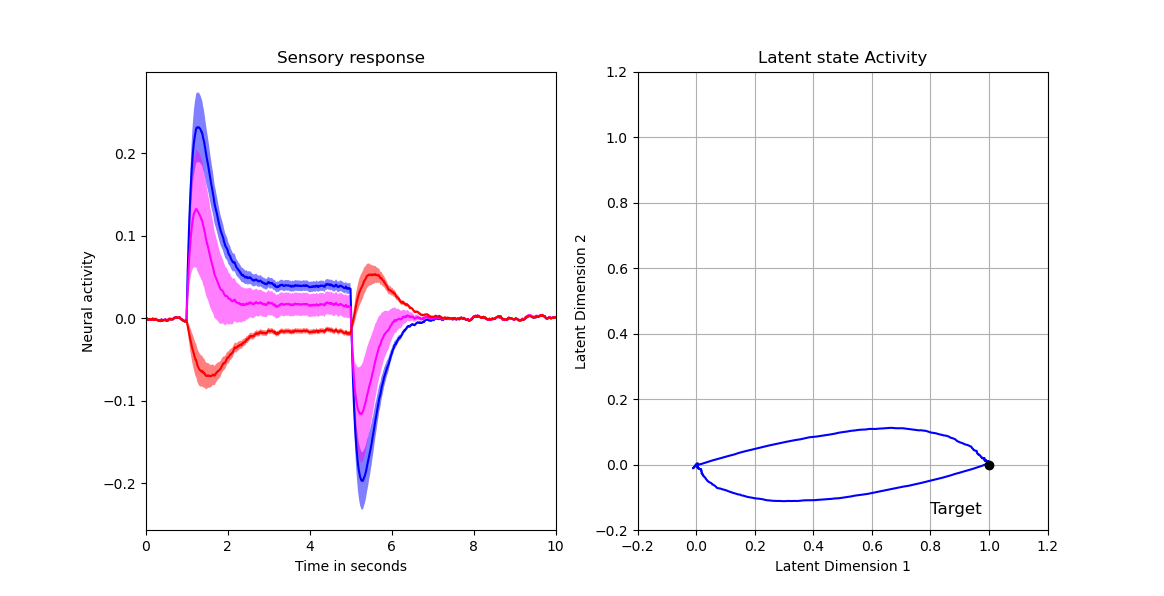 Sensory response
Neural activity
0.2
0.1
0.0
−0.1
−0.2
0 2 4 6 8 10
Time in seconds
Latent state Activity
Latent Dimension 2
1.2
1.0
0.8
0.6
0.4
0.2
0.0
−0.2
Target
−0.2 0.0 0.2 0.4 0.6 0.8 1.0 1.2
Latent Dimension 1